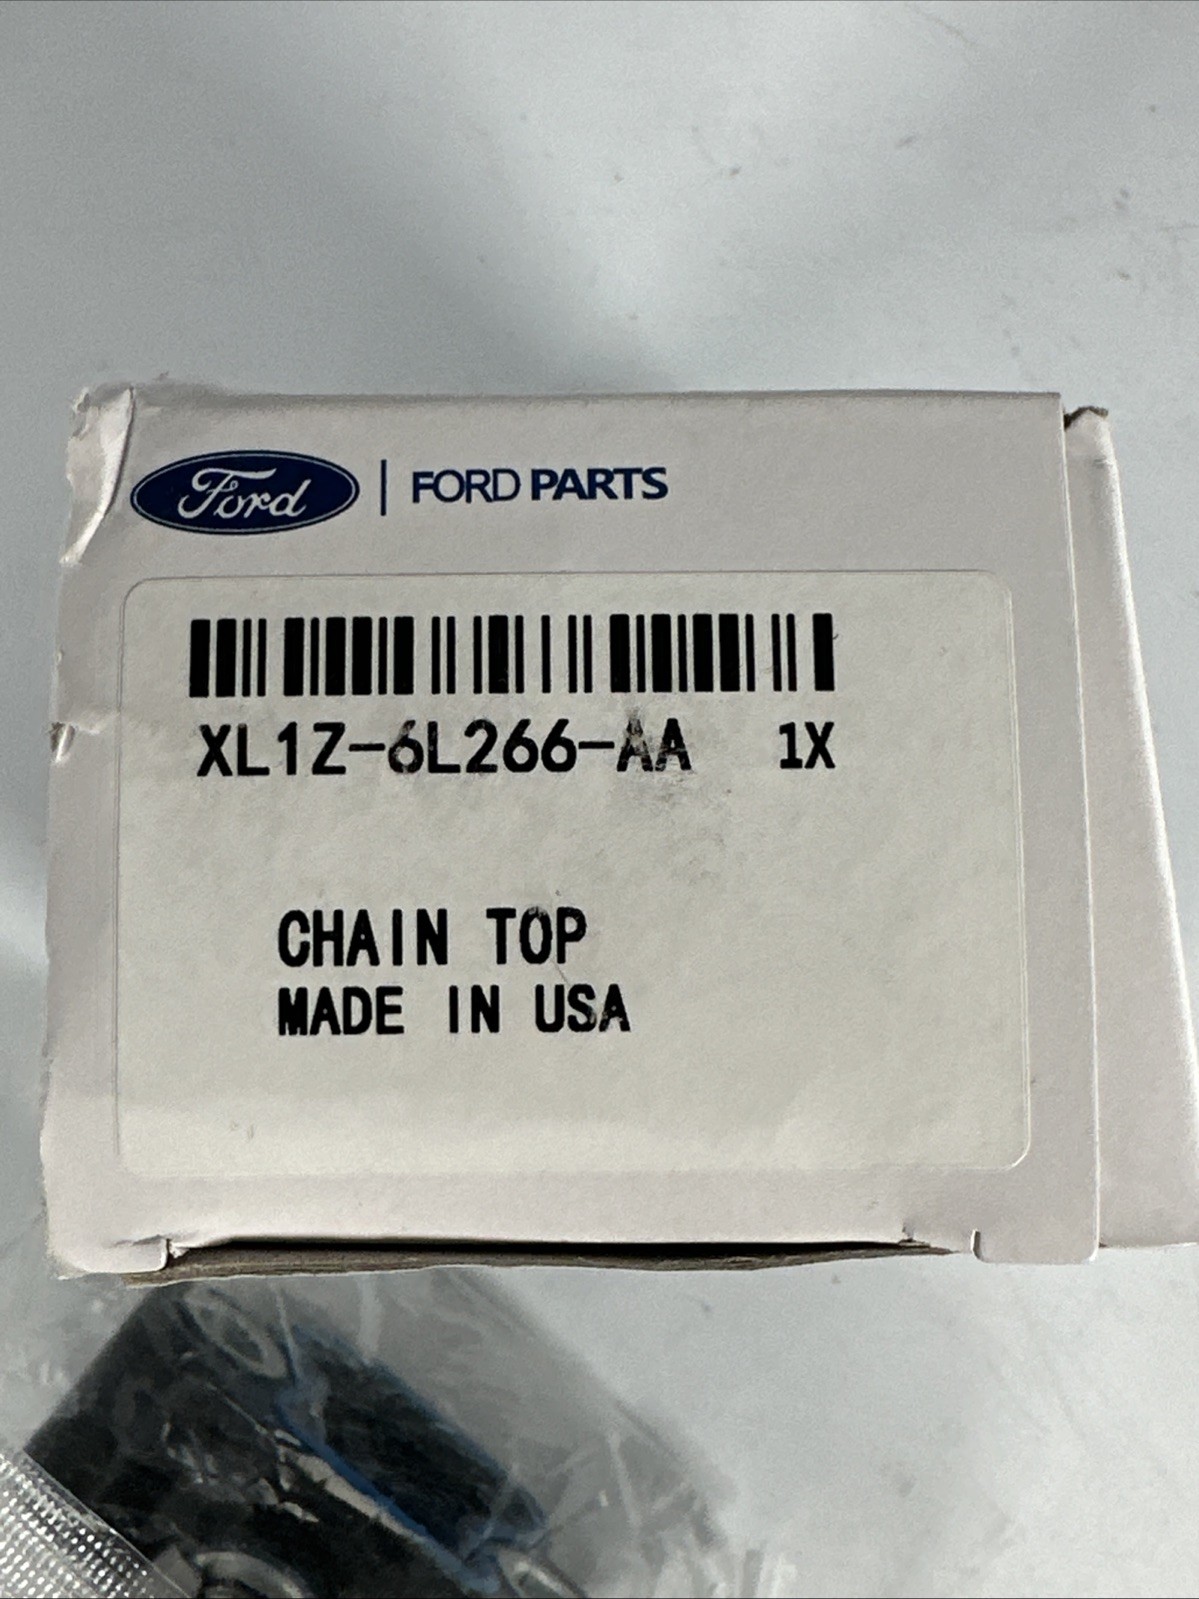 Ford | FORD PARTS
XL1Z-6L266-AA 1X
CHAIN TOP
MADE IN USA